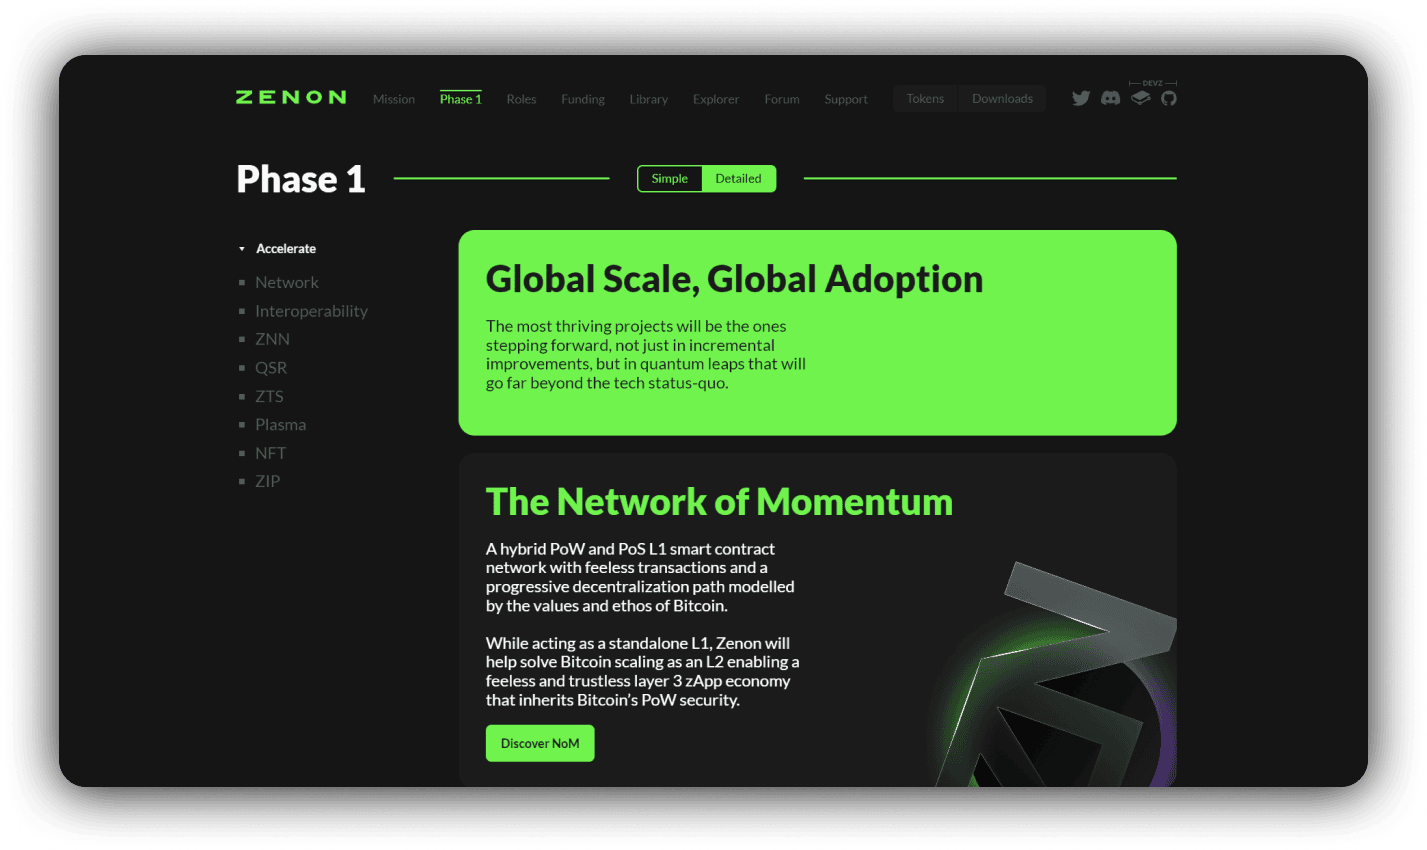 ZENON Mission Phase 1 Roles Funding Library Explorer Forum Support Tokens Downloads DEVZ
Phase 1 Simple Detailed
Accelerate
Network
Interoperability
ZNN
QSR
ZTS
Plasma
NFT
ZIP
Global Scale, Global Adoption
The most thriving projects will be the ones
stepping forward, not just in incremental
improvements, but in quantum leaps that will
go far beyond the tech status-quo.
The Network of Momentum
A hybrid PoW and PoS L1 smart contract
network with feeless transactions and a
progressive decentralization path modelled
by the values and ethos of Bitcoin.
While acting as a standalone L1, Zenon will
help solve Bitcoin scaling as an L2 enabling a
feeless and trustless layer 3 zApp economy
that inherits Bitcoin’s PoW security.
Discover NoM